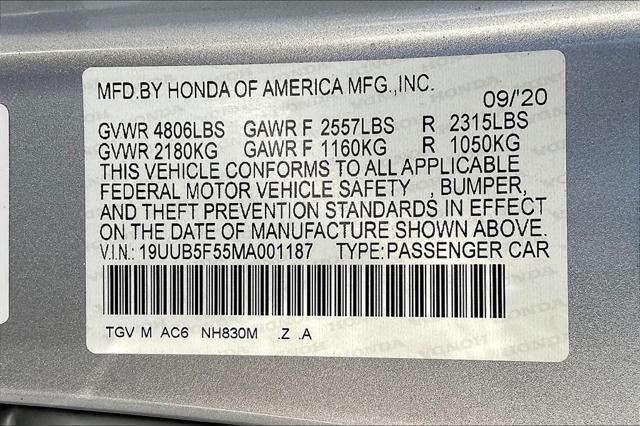 MFD.BY HONDA OF AMERICA MFG.,INC.
09/'20
GVWR 4806LBS GAWR F 2557LBS R 2315LBS
GVWR 2180KG GAWR F 1160KG R 1050KG
THIS VEHICLE CONFORMS TO ALL APPLICABLE
FEDERAL MOTOR VEHICLE SAFETY , BUMPER,
AND THEFT PREVENTION STANDARDS IN EFFECT
ON THE DATE OF MANUFACTURE SHOWN ABOVE.
V.I.N.: 19UUB5F55MA001187 TYPE:PASSENGER CAR
TGV M AC6 NH830M .Z .A